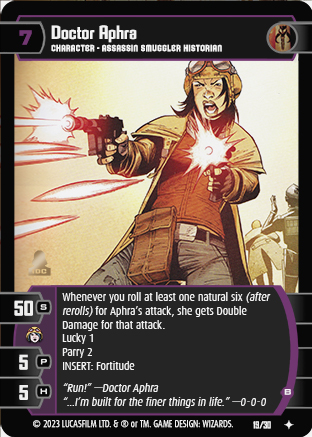 7
Doctor Aphra
CHARACTER - ASSASSIN SMUGGLER HISTORIAN
50 S
5 P
5 H
Whenever you roll at least one natural six (after
rerolls) for Aphra's attack, she gets Double
Damage for that attack.
Lucky 1
Parry 2
INSERT: Fortitude
"Run!" —Doctor Aphra
"...I'm built for the finer things in life." —0-0-0
B
© 2023 LUCASFILM LTD. & ® or TM. GAME DESIGN: WIZARDS.
19/30